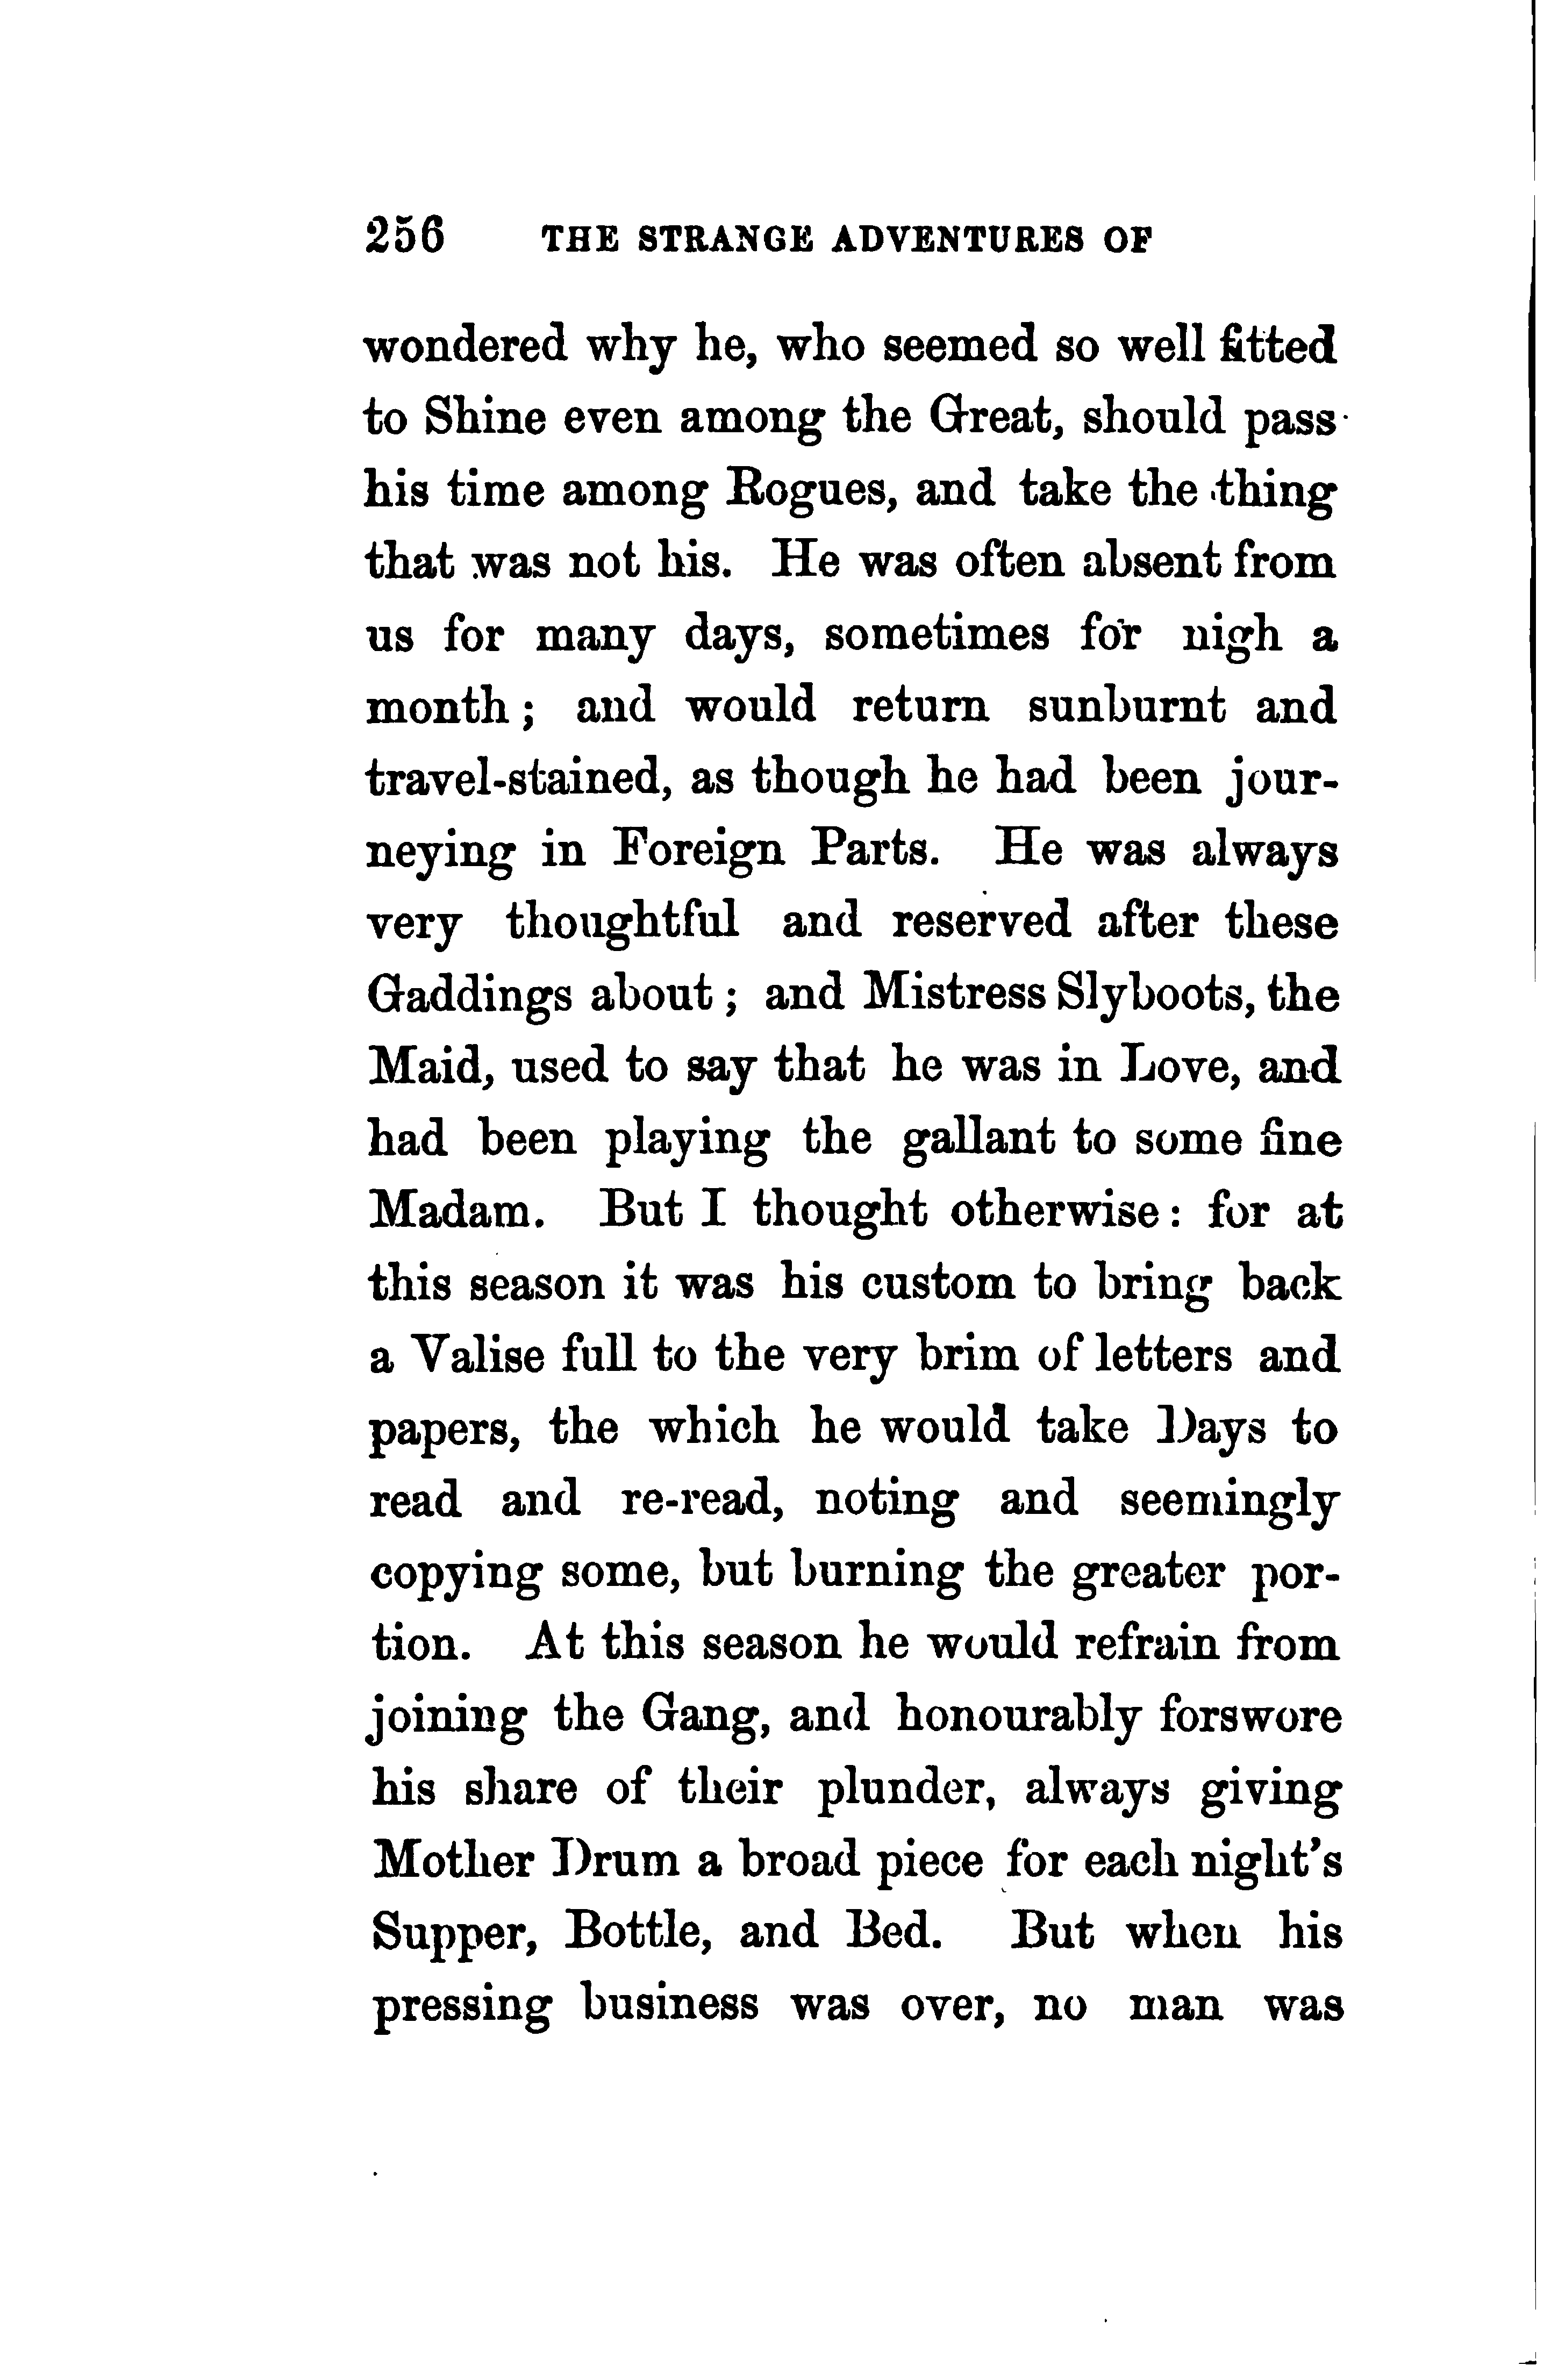 256 THE STRANGE ADVENTURES OF
wondered why he, who seemed so well fitted
to Shine even among the Great, should pass
his time among Rogues, and take the thing
that was not his. He was often absent from
us for many days, sometimes for nigh a
month; and would return sunburnt and
travel-stained, as though he had been jour-
neying in Foreign Parts. He was always
very thoughtful and reserved after these
Gaddings about; and Mistress Slyboots, the
Maid, used to say that he was in Love, and
had been playing the gallant to some fine
Madam. But I thought otherwise: for at
this season it was his custom to bring back
a Valise full to the very brim of letters and
papers, the which he would take Days to
read and re-read, noting and seemingly
copying some, but burning the greater por-
tion. At this season he would refrain from
joining the Gang, and honourably forswore
his share of their plunder, always giving
Mother Drum a broad piece for each night's
Supper, Bottle, and Bed. But when his
pressing business was over, no man was